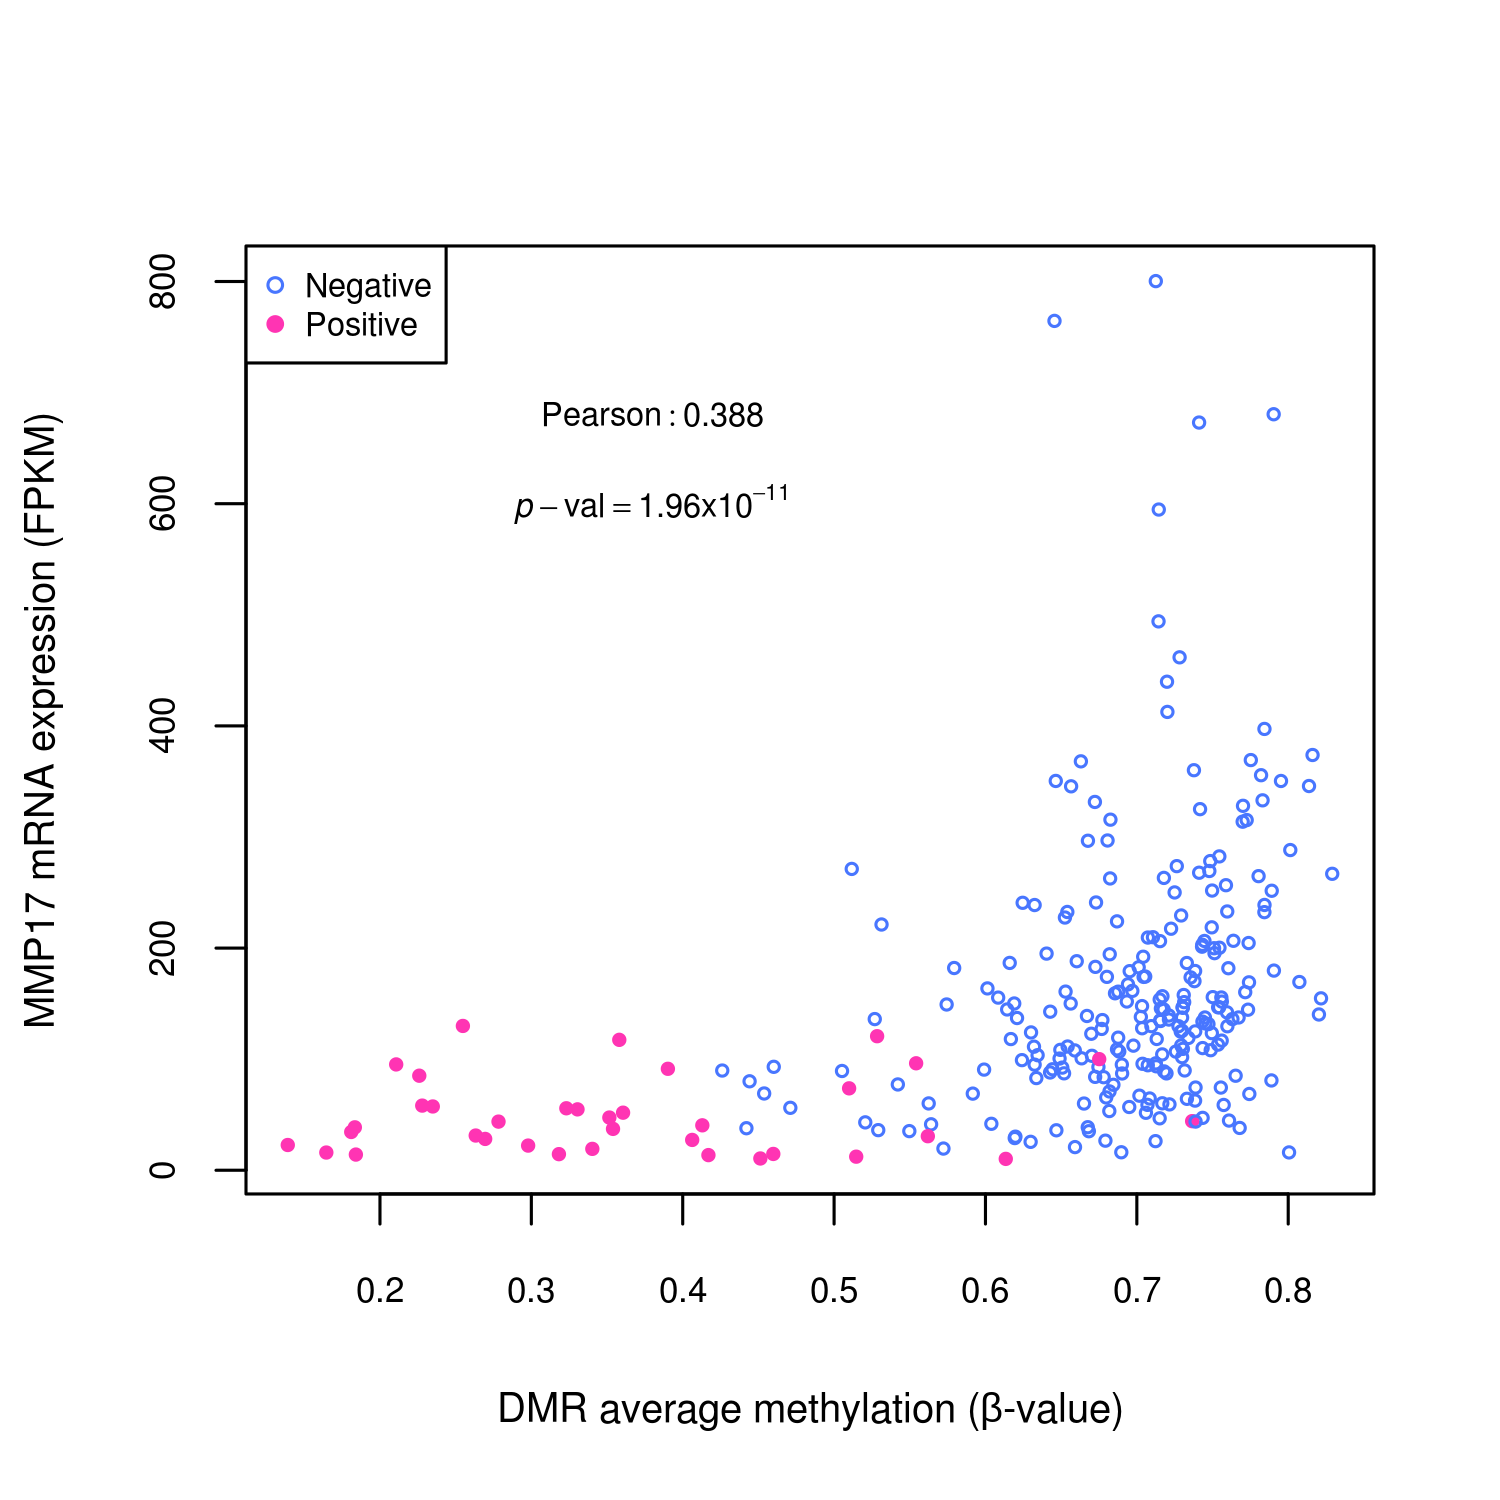 Negative
Positive
Pearson : 0.388
p − val = 1.96x10⁻¹¹
MMP17 mRNA expression (FPKM)
800
600
400
200
0
0.2 0.3 0.4 0.5 0.6 0.7 0.8
DMR average methylation (β-value)